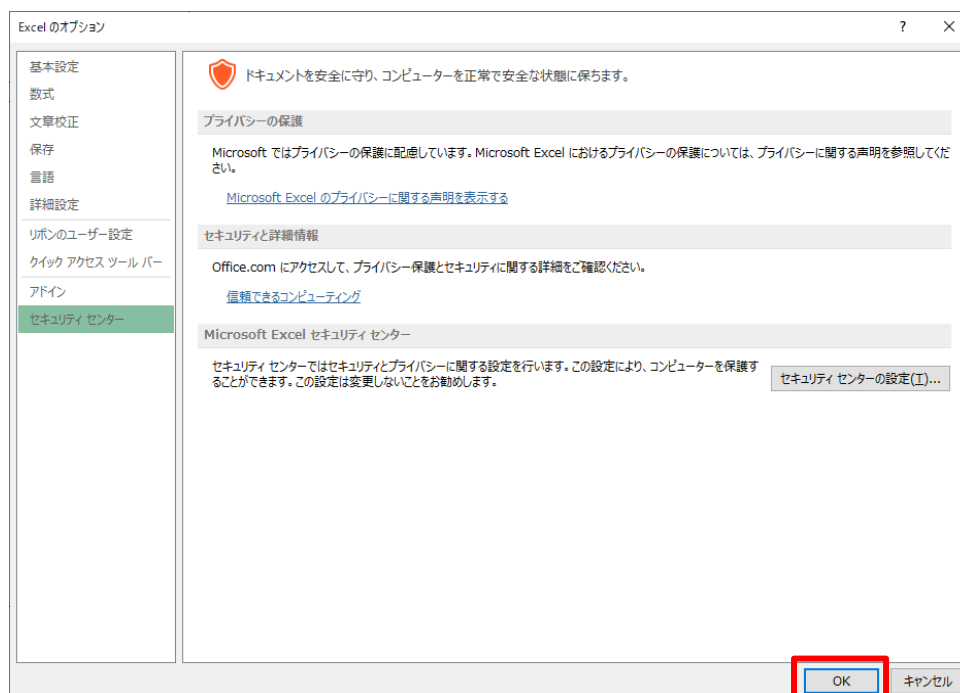 Excel のオプション
? ×
基本設定
数式
文章校正
保存
言語
詳細設定
リボンのユーザー設定
クイック アクセス ツール バー
アドイン
セキュリティ センター
ドキュメントを安全に守り、コンピューターを正常で安全な状態に保ちます。
プライバシーの保護
Microsoft ではプライバシーの保護に配慮しています。Microsoft Excel におけるプライバシーの保護については、プライバシーに関する声明を参照してくだ
さい。
Microsoft Excel のプライバシーに関する声明を表示する
セキュリティと詳細情報
Office.com にアクセスして、プライバシー保護とセキュリティに関する詳細をご確認ください。
信頼できるコンピューティング
Microsoft Excel セキュリティ センター
セキュリティ センターではセキュリティとプライバシーに関する設定を行います。この設定により、コンピューターを保護す
ることができます。この設定は変更しないことをお勧めします。
セキュリティ センターの設定(T)...
OK
キャンセル